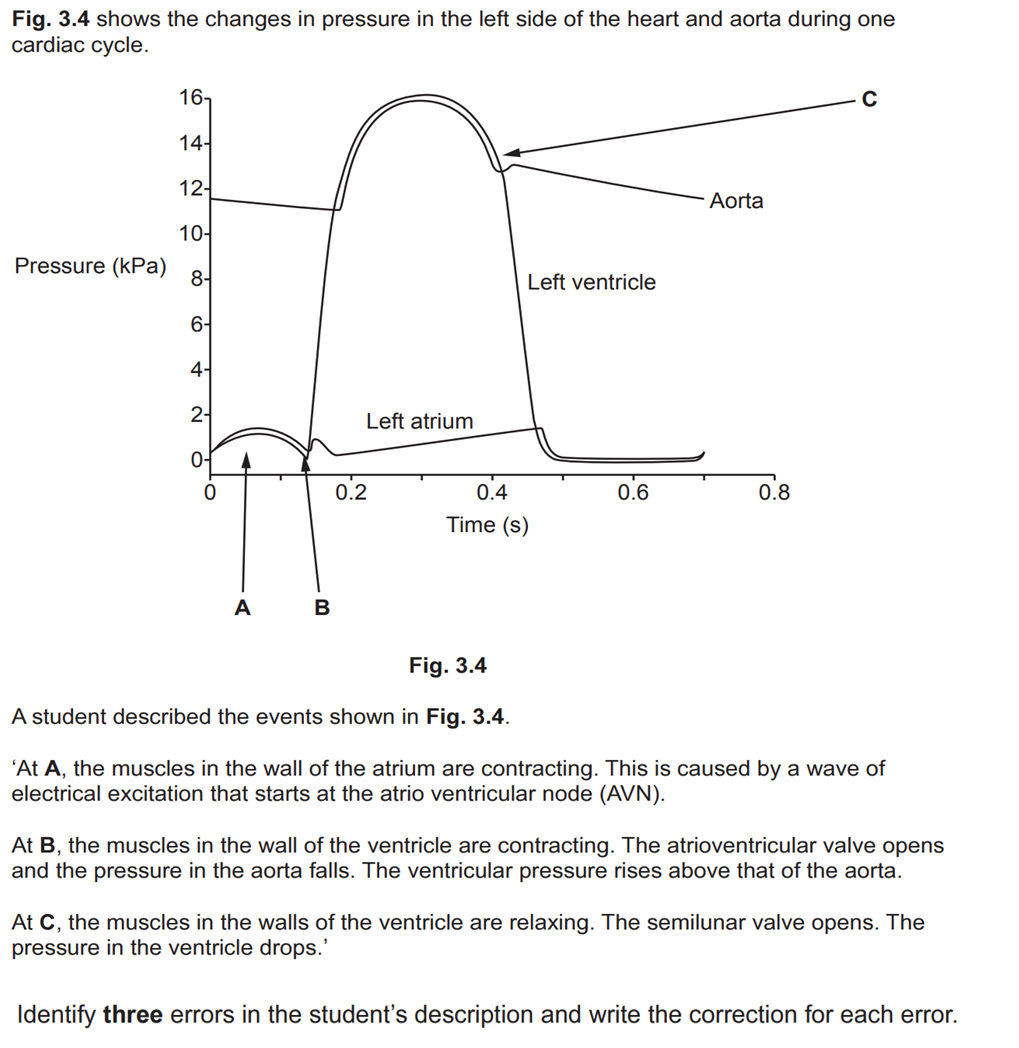 Fig. 3.4 shows the changes in pressure in the left side of the heart and aorta during one
cardiac cycle.
16
14
12
10
8
6
4
2
0
Pressure (kPa)
C
Aorta
Left ventricle
Left atrium
0 0.2 0.4 0.6 0.8
Time (s)
A B
Fig. 3.4
A student described the events shown in Fig. 3.4.
‘At A, the muscles in the wall of the atrium are contracting. This is caused by a wave of
electrical excitation that starts at the atrio ventricular node (AVN).
At B, the muscles in the wall of the ventricle are contracting. The atrioventricular valve opens
and the pressure in the aorta falls. The ventricular pressure rises above that of the aorta.
At C, the muscles in the walls of the ventricle are relaxing. The semilunar valve opens. The
pressure in the ventricle drops.’
Identify three errors in the student’s description and write the correction for each error.